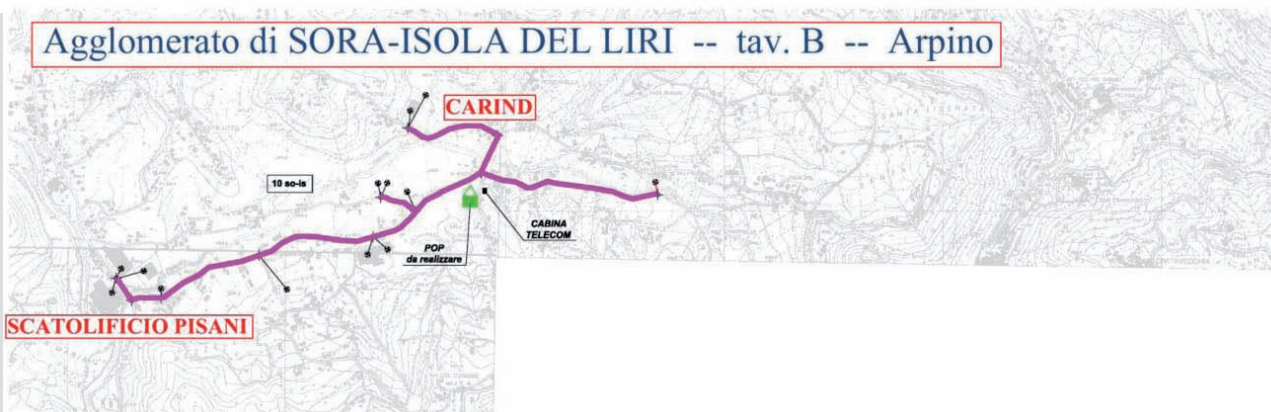 Agglomerato di SORA-ISOLA DEL LIRI -- tav. B -- Arpino
CARIND
10 so-is
CABINA
TELECOM
POP
da realizzare
SCATOLIFICIO PISANI